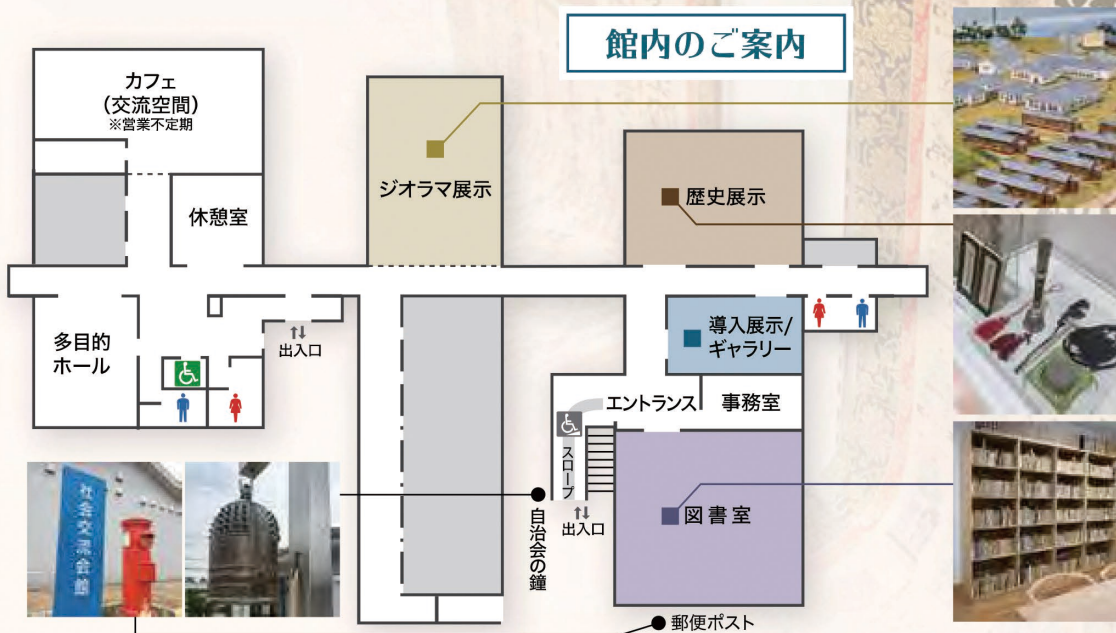 館内のご案内
カフェ
(交流空間)
※営業不定期
ジオラマ展示
歴史展示
休憩室
多目的
ホール
出入口
導入展示/
ギャラリー
エントランス
事務室
スロープ
図書室
出入口
自治会の鐘
社会交流会館
郵便ポスト